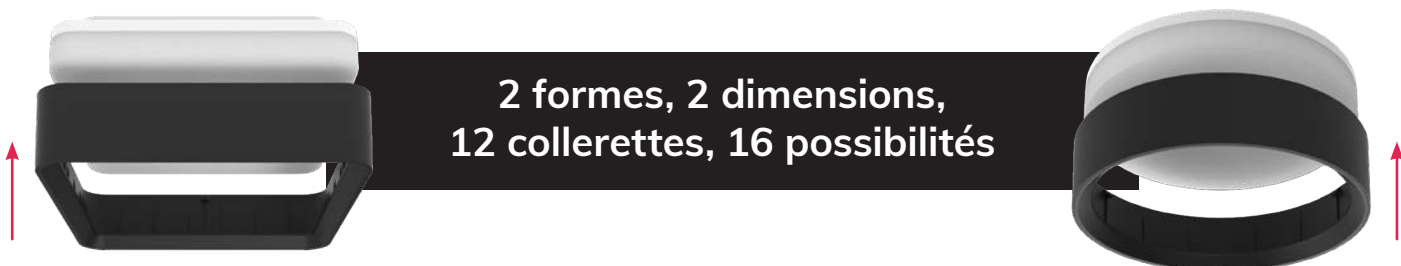 2 formes, 2 dimensions,
12 collerettes, 16 possibilités